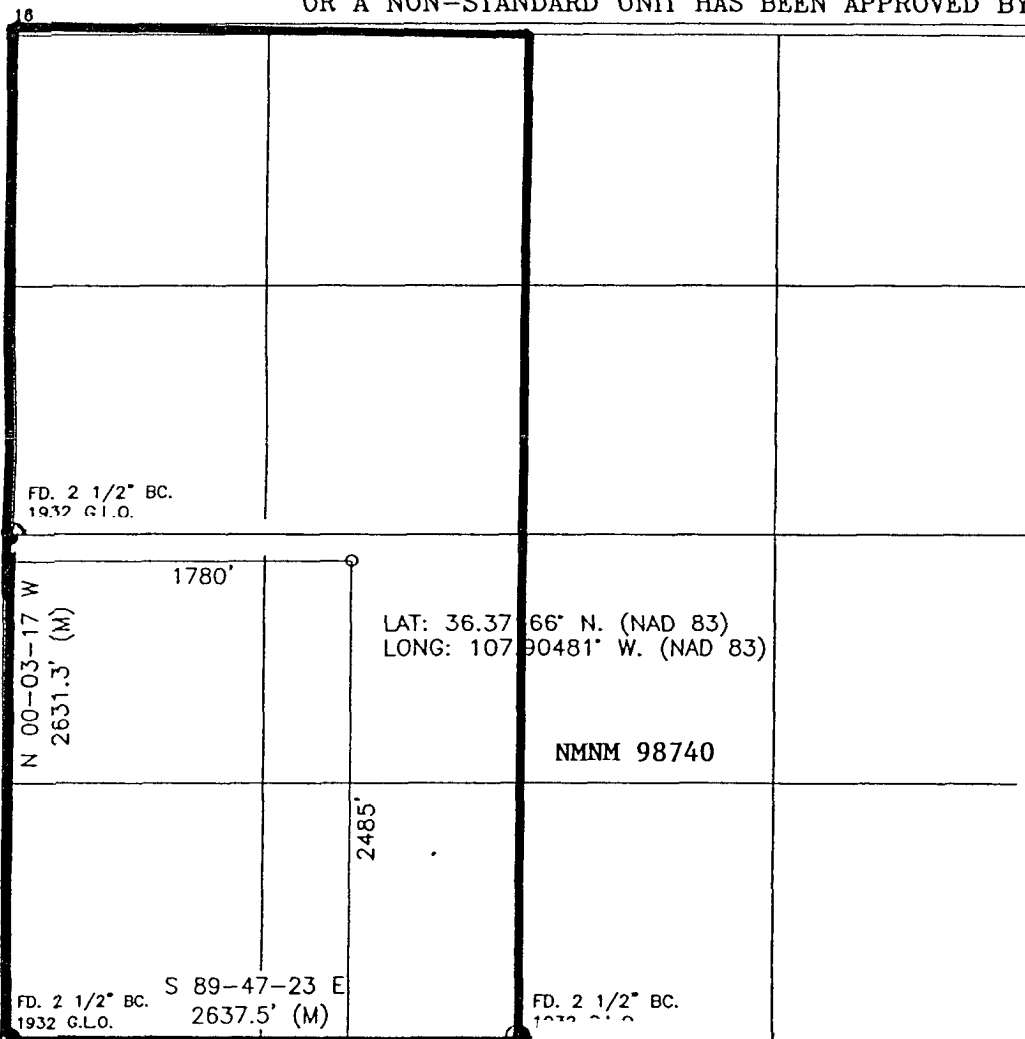 OR A NON-STANDARD UNIT HAS BEEN APPROVED BY
16
FD. 2 1/2" BC.
1932 G.L.O.
1780'
N 00-03-17 W
2631.3' (M)
LAT: 36.37 66° N. (NAD 83)
LONG: 107.90481° W. (NAD 83)
NMNM 98740
2485'
S 89-47-23 E
2637.5' (M)
FD. 2 1/2" BC.
1932 G.L.O.
FD. 2 1/2" BC.